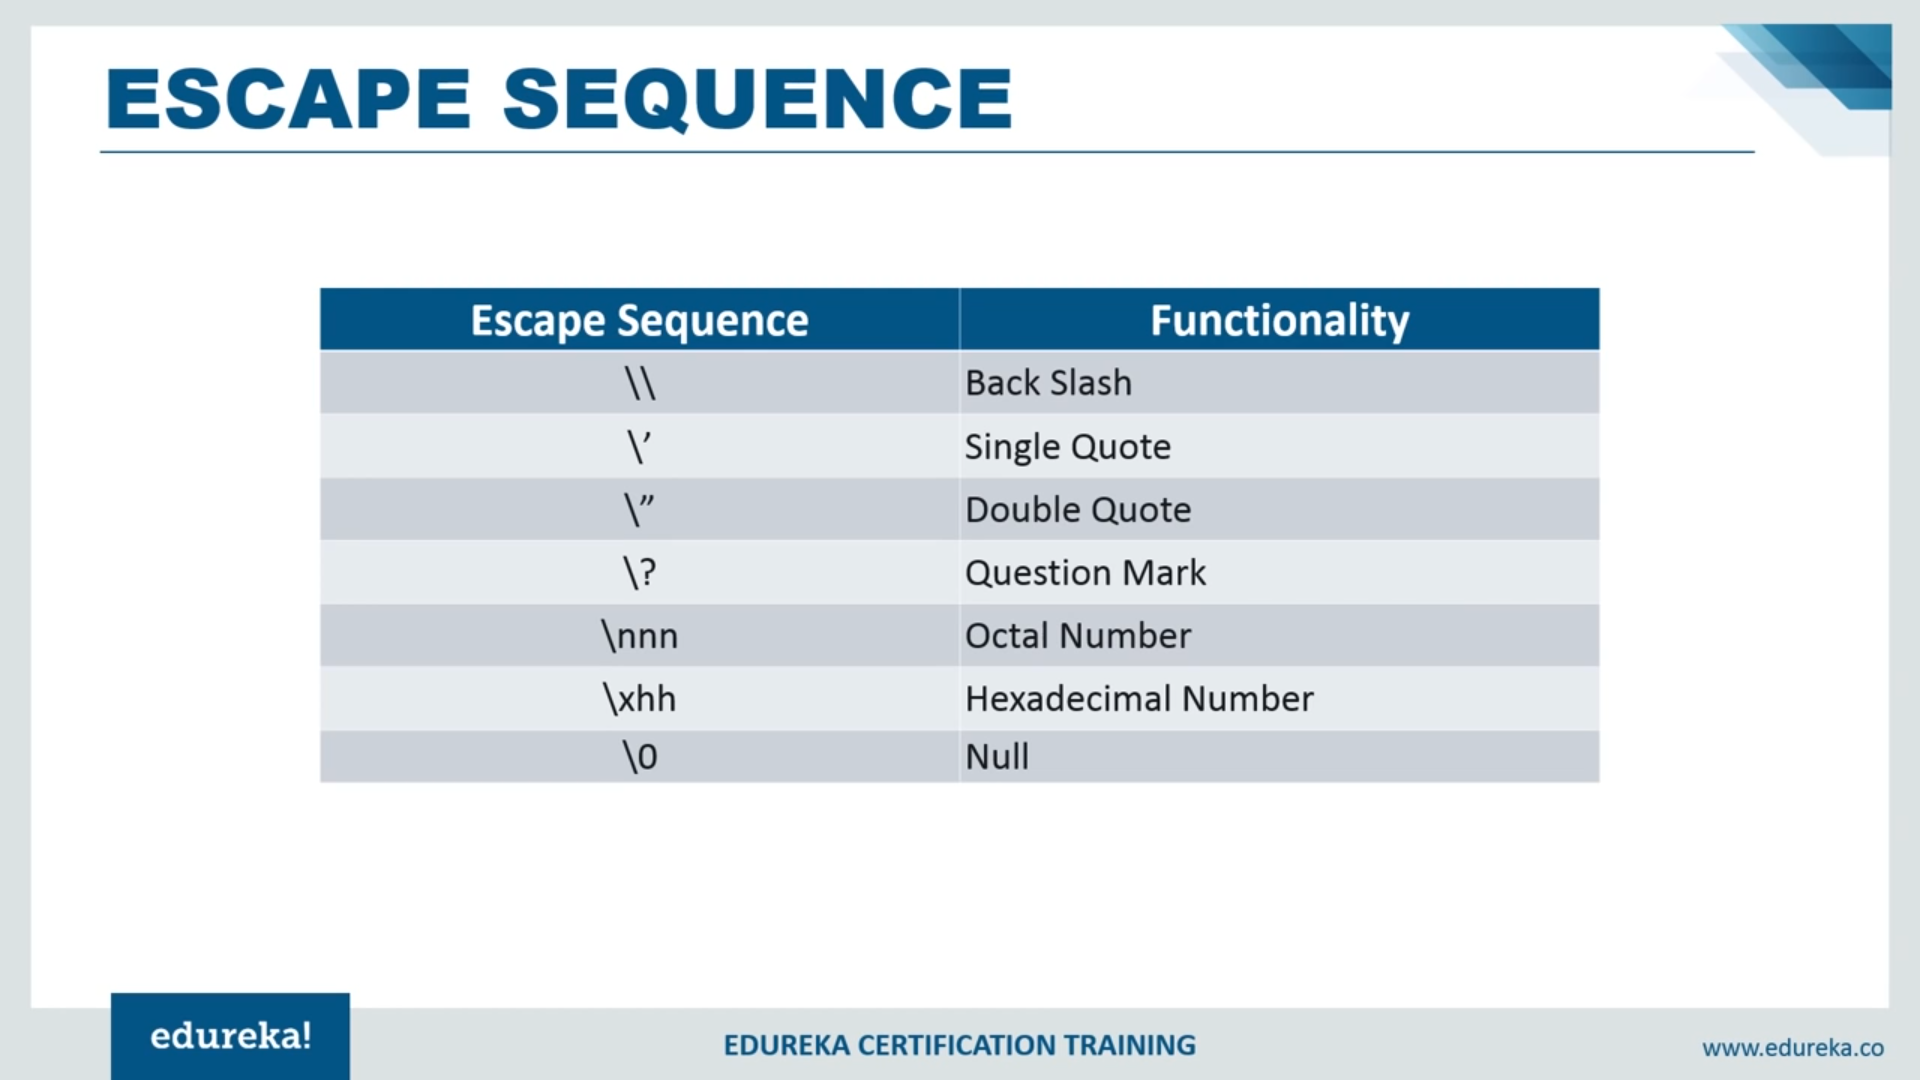 ESCAPE SEQUENCE
Escape Sequence Functionality
\\ Back Slash
\’ Single Quote
\” Double Quote
\? Question Mark
\nnn Octal Number
\xhh Hexadecimal Number
\0 Null
edureka!
EDUREKA CERTIFICATION TRAINING
www.edureka.co